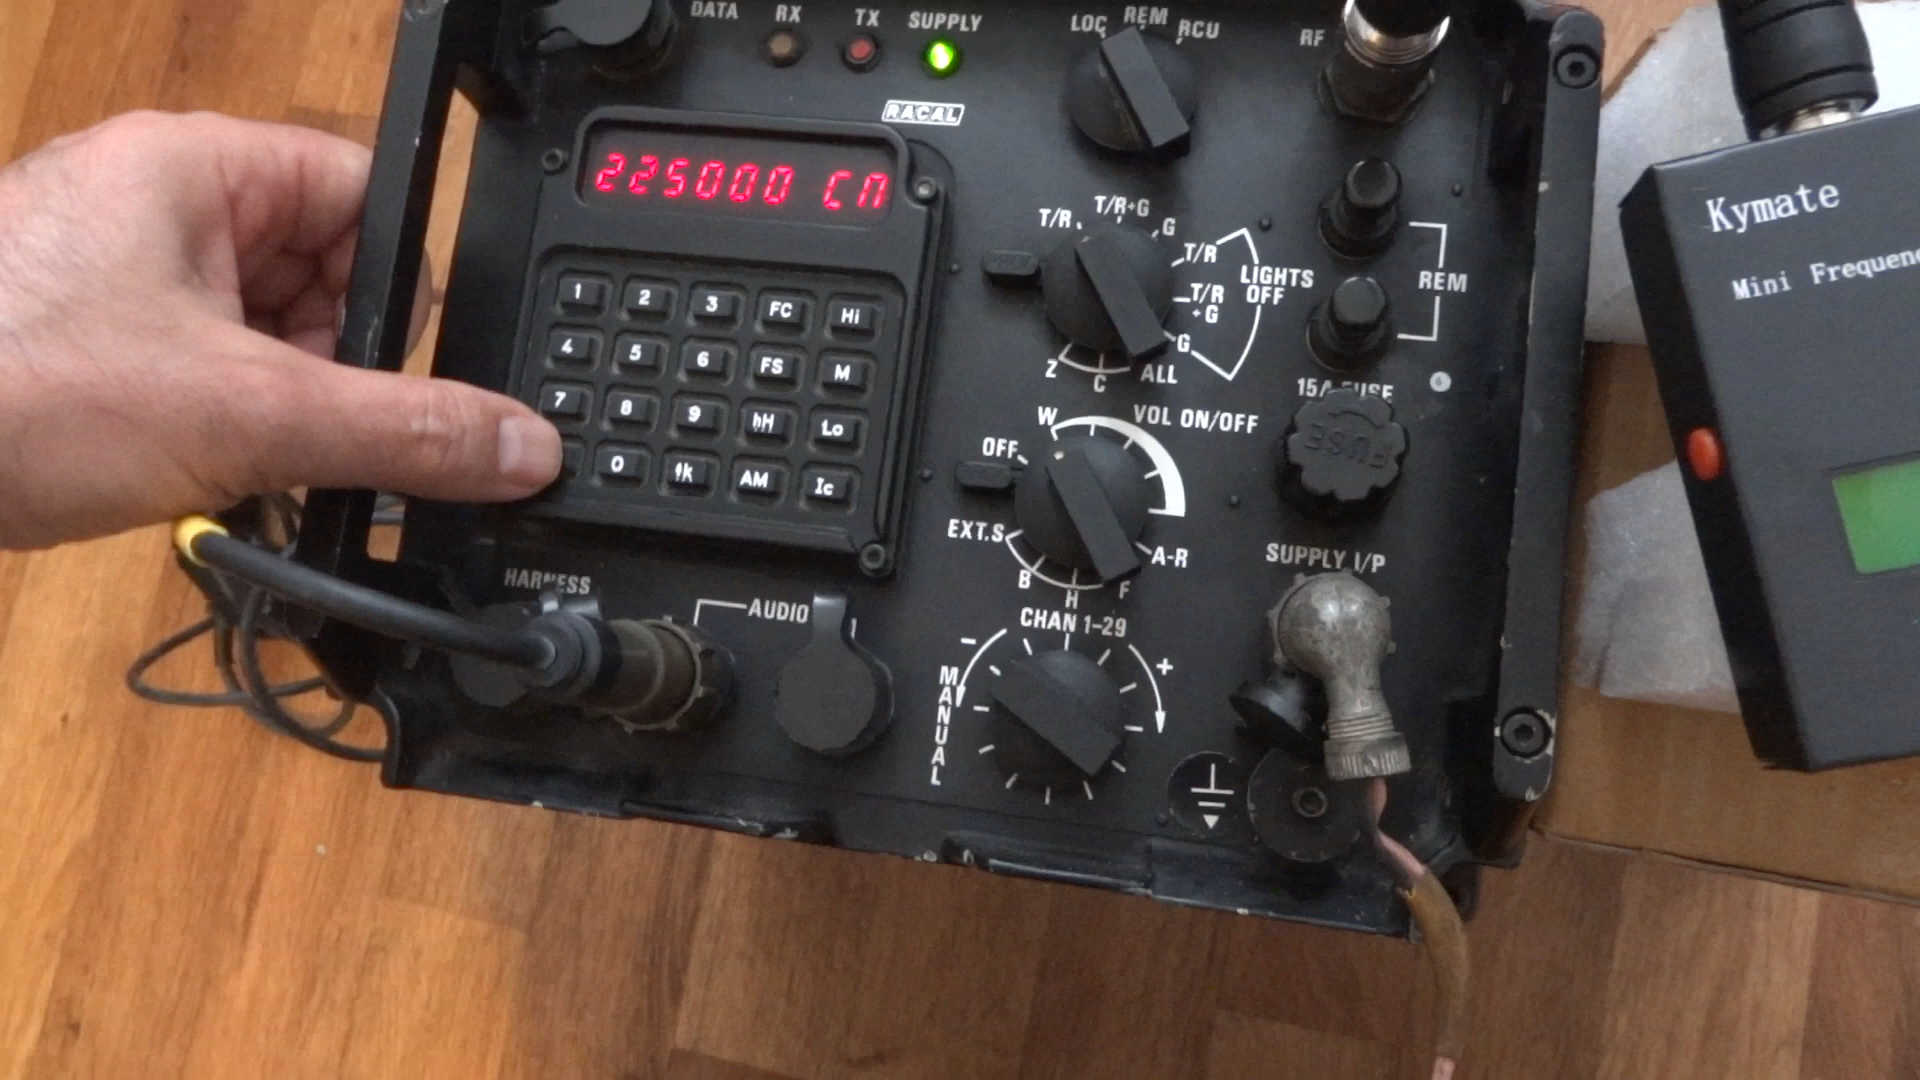 DATA RX TX SUPPLY
LOC REM RCU
RF
RACAL
225000 CN
T/R T/R+G G
T/R
T/R
+G
G
LIGHTS
OFF
REM
Z C ALL
1 2 3 FC Hi
4 5 6 FS M
7 8 9 hH Lo
0 AM Ic
15A FUSE
FUSE
W VOL ON/OFF
OFF
EXT.S
B H F A-R
SUPPLY I/P
HARNESS
AUDIO
CHAN 1-29
- +
MANUAL
Kymate
Mini